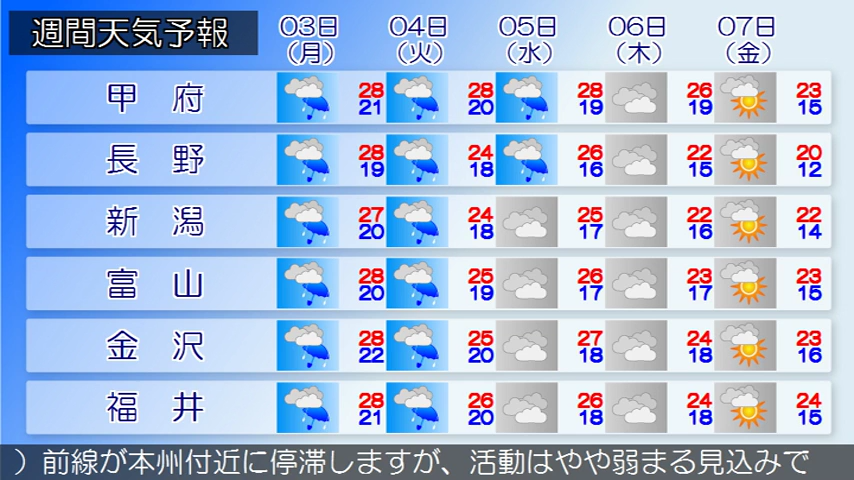 週間天気予報
03日 04日 05日 06日 07日
(月) (火) (水) (木) (金)
甲府 28 28 28 26 23
21 20 19 19 15
長野 28 24 26 22 20
19 18 16 15 12
新潟 27 24 25 22 22
20 18 17 16 14
富山 28 25 26 23 23
20 19 17 17 15
金沢 28 25 27 24 23
22 20 18 18 16
福井 28 26 26 24 24
21 20 18 18 15
）前線が本州付近に停滞しますが、活動はやや弱まる見込みで